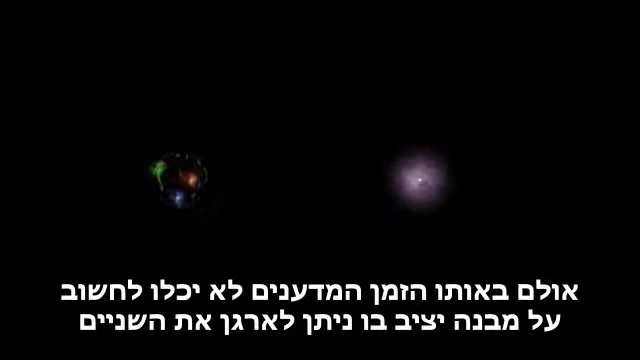 אולם באותו הזמן המדענים לא יכלו לחשוב
על מבנה יציב בו ניתן לארגן את השניים